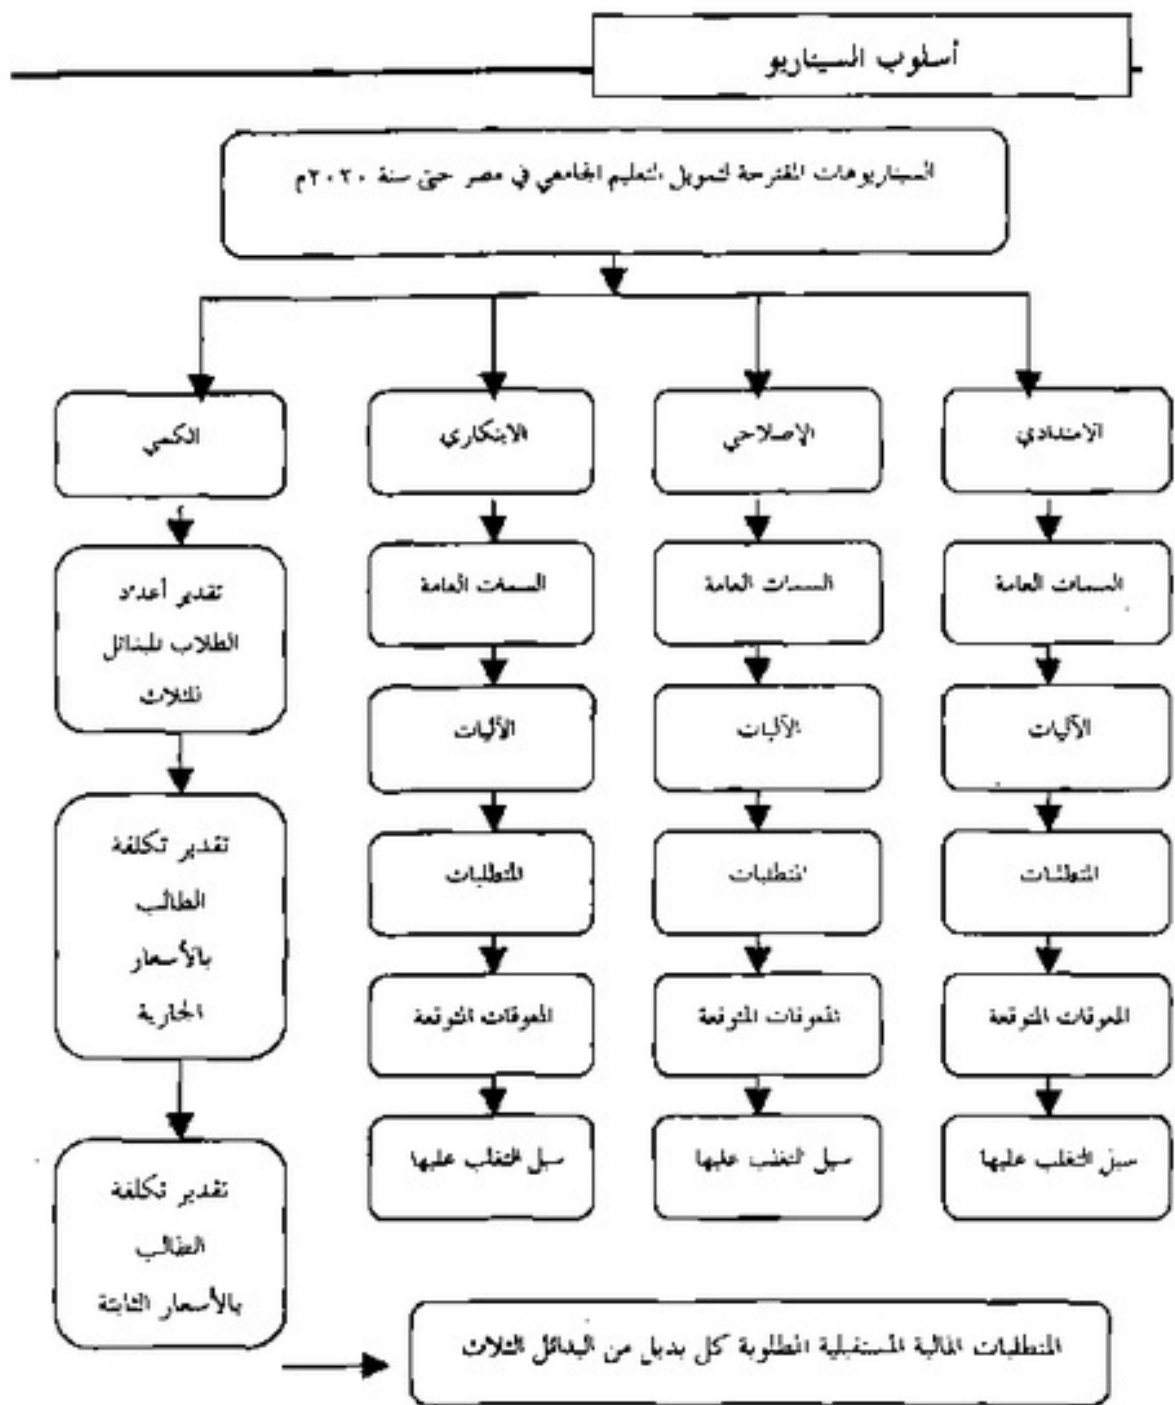 أسلوب السيناريو
السيناريوهات المقترحة لتمويل التعليم الجامعي في مصر حتى سنة ٢٠٣٠م
الامتدادي
الإصلاحي
الابتكاري
الكمي
السمات العامة
السمات العامة
السمات العامة
تقدير أعداد
الطلاب للبدائل
الثلاث
الآليات
الآليات
الآليات
المتطلبات
المتطلبات
المتطلبات
تقدير تكلفة
الطالب
بالأسعار
الجارية
المعوقات المتوقعة
المعوقات المتوقعة
المعوقات المتوقعة
سبل التغلب عليها
سبل التغلب عليها
سبل التغلب عليها
تقدير تكلفة
الطالب
بالأسعار الثابتة
المتطلبات المالية المستقبلية المطلوبة كل بديل من البدائل الثلاث